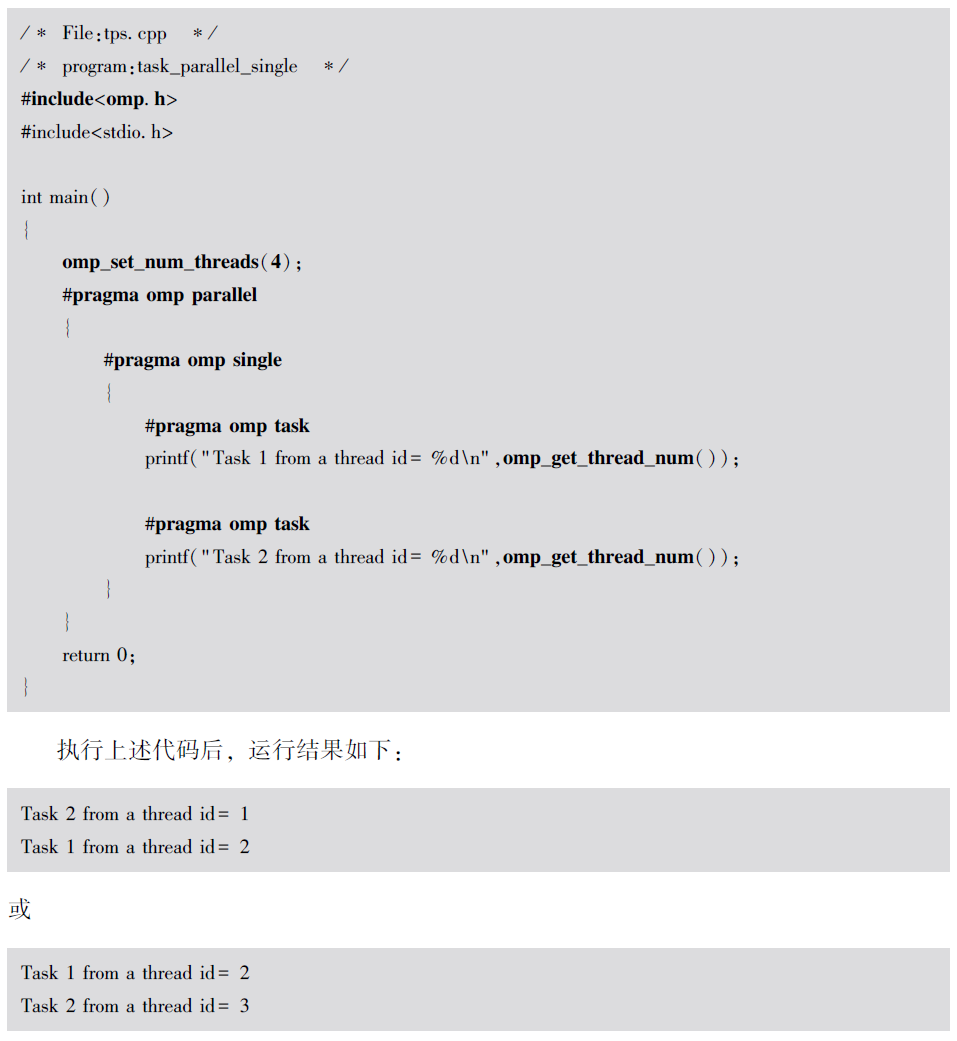 /* File:tps.cpp */
/* program:task_parallel_single */
#include<omp.h>
#include<stdio.h>
int main()
{
omp_set_num_threads(4);
#pragma omp parallel
{
#pragma omp single
{
#pragma omp task
printf("Task 1 from a thread id= %d\n",omp_get_thread_num());
#pragma omp task
printf("Task 2 from a thread id= %d\n",omp_get_thread_num());
}
}
return 0;
}
执行上述代码后，运行结果如下：
Task 2 from a thread id= 1
Task 1 from a thread id= 2
或
Task 1 from a thread id= 2
Task 2 from a thread id= 3